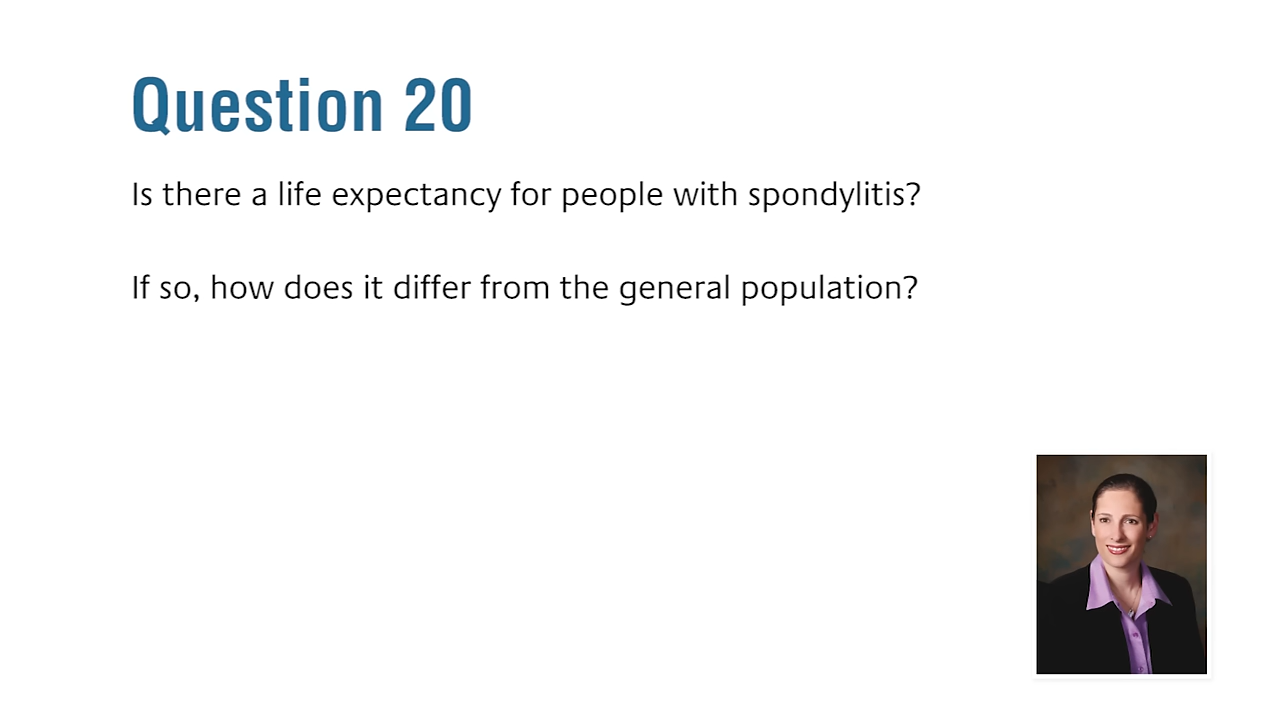 Question 20
Is there a life expectancy for people with spondylitis?
If so, how does it differ from the general population?